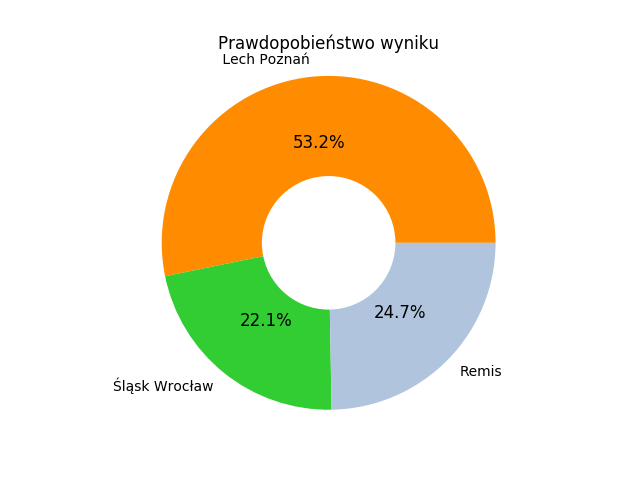 Prawdopobieństwo wyniku
Lech Poznań
53.2%
22.1%
24.7%
Śląsk Wrocław
Remis